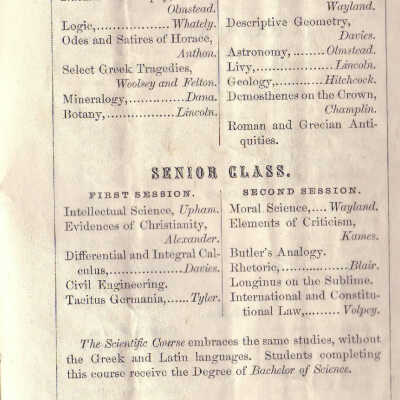 Olmstead.
Logic,..............Whately.
Odes and Satires of Horace,
Anthon.
Select Greek Tragedies,
Woolsey and Felton.
Mineralogy,..............Dana.
Botany,................Lincoln.
Wayland.
Descriptive Geometry,
Davies.
Astronomy,........Olmstead.
Livy,................Lincoln.
Geology,..........Hitchcock.
Demosthenes on the Crown,
Champlin.
Roman and Grecian Anti-
quities.
SENIOR CLASS.
FIRST SESSION.
Intellectual Science, Upham.
Evidences of Christianity,
Alexander.
Differential and Integral Cal-
culus,..................Davies.
Civil Engineering.
Tacitus Germania,......Tyler.
SECOND SESSION.
Moral Science,....Wayland.
Elements of Criticism,
Kames.
Butler's Analogy.
Rhetoric,................Blair.
Longinus on the Sublime.
International and Constitu-
tional Law,.........Volpey.
The Scientific Course embraces the same studies, without
the Greek and Latin languages. Students completing
this course receive the Degree of Bachelor of Science.